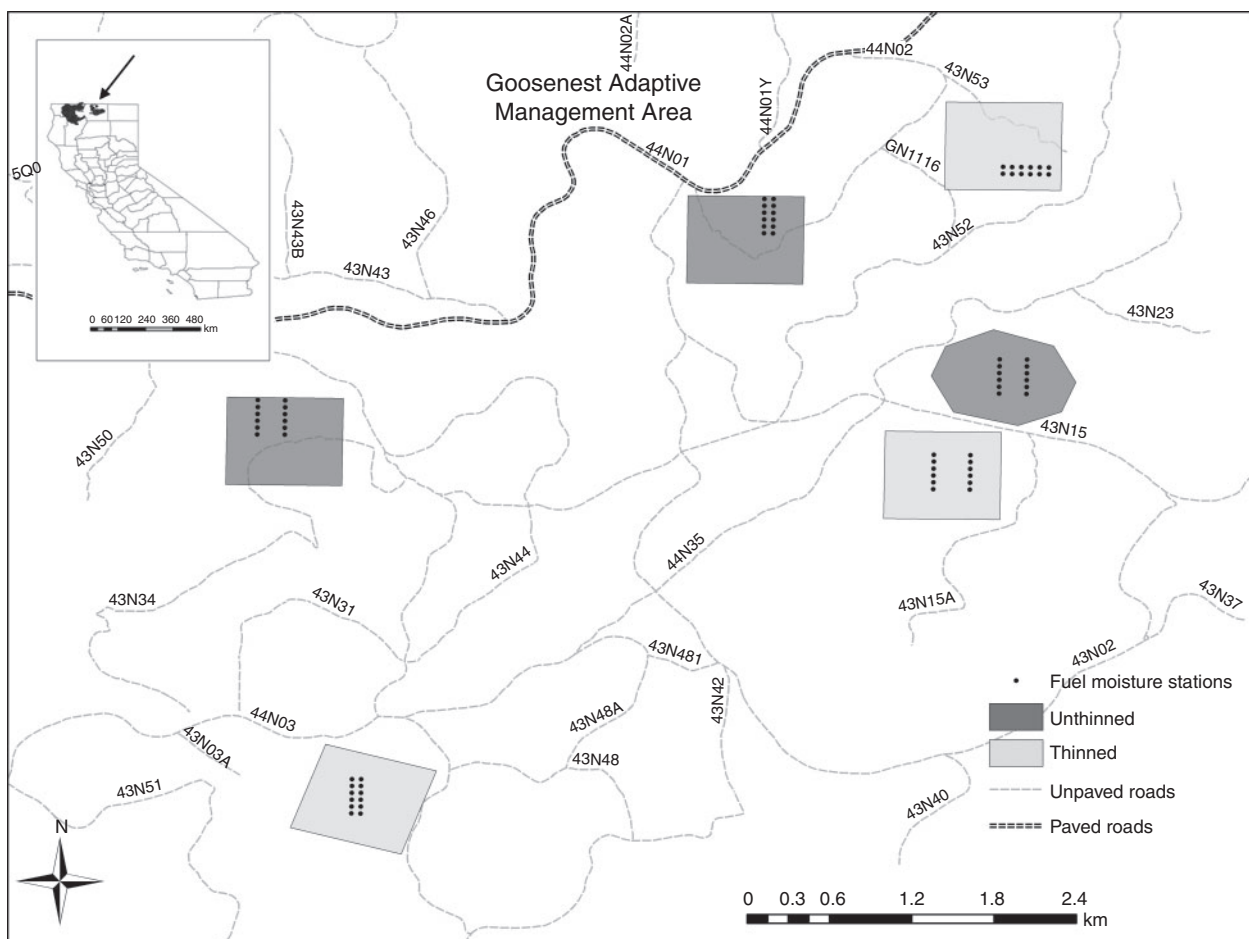 44N02A
44N02
43N53
Goosenest Adaptive
Management Area
44N01Y
44N01
GN1116
5Q0
43N43B
43N46
43N52
43N43
0 60 120 240 360 480
km
43N23
43N50
43N15
44N35
43N44
43N34
43N31
43N15A
43N37
43N481
43N02
43N42
Fuel moisture stations
44N03
43N48A
Unthinned
43N03A
43N48
Thinned
43N51
43N40
Unpaved roads
N
Paved roads
0 0.3 0.6 1.2 1.8 2.4
km